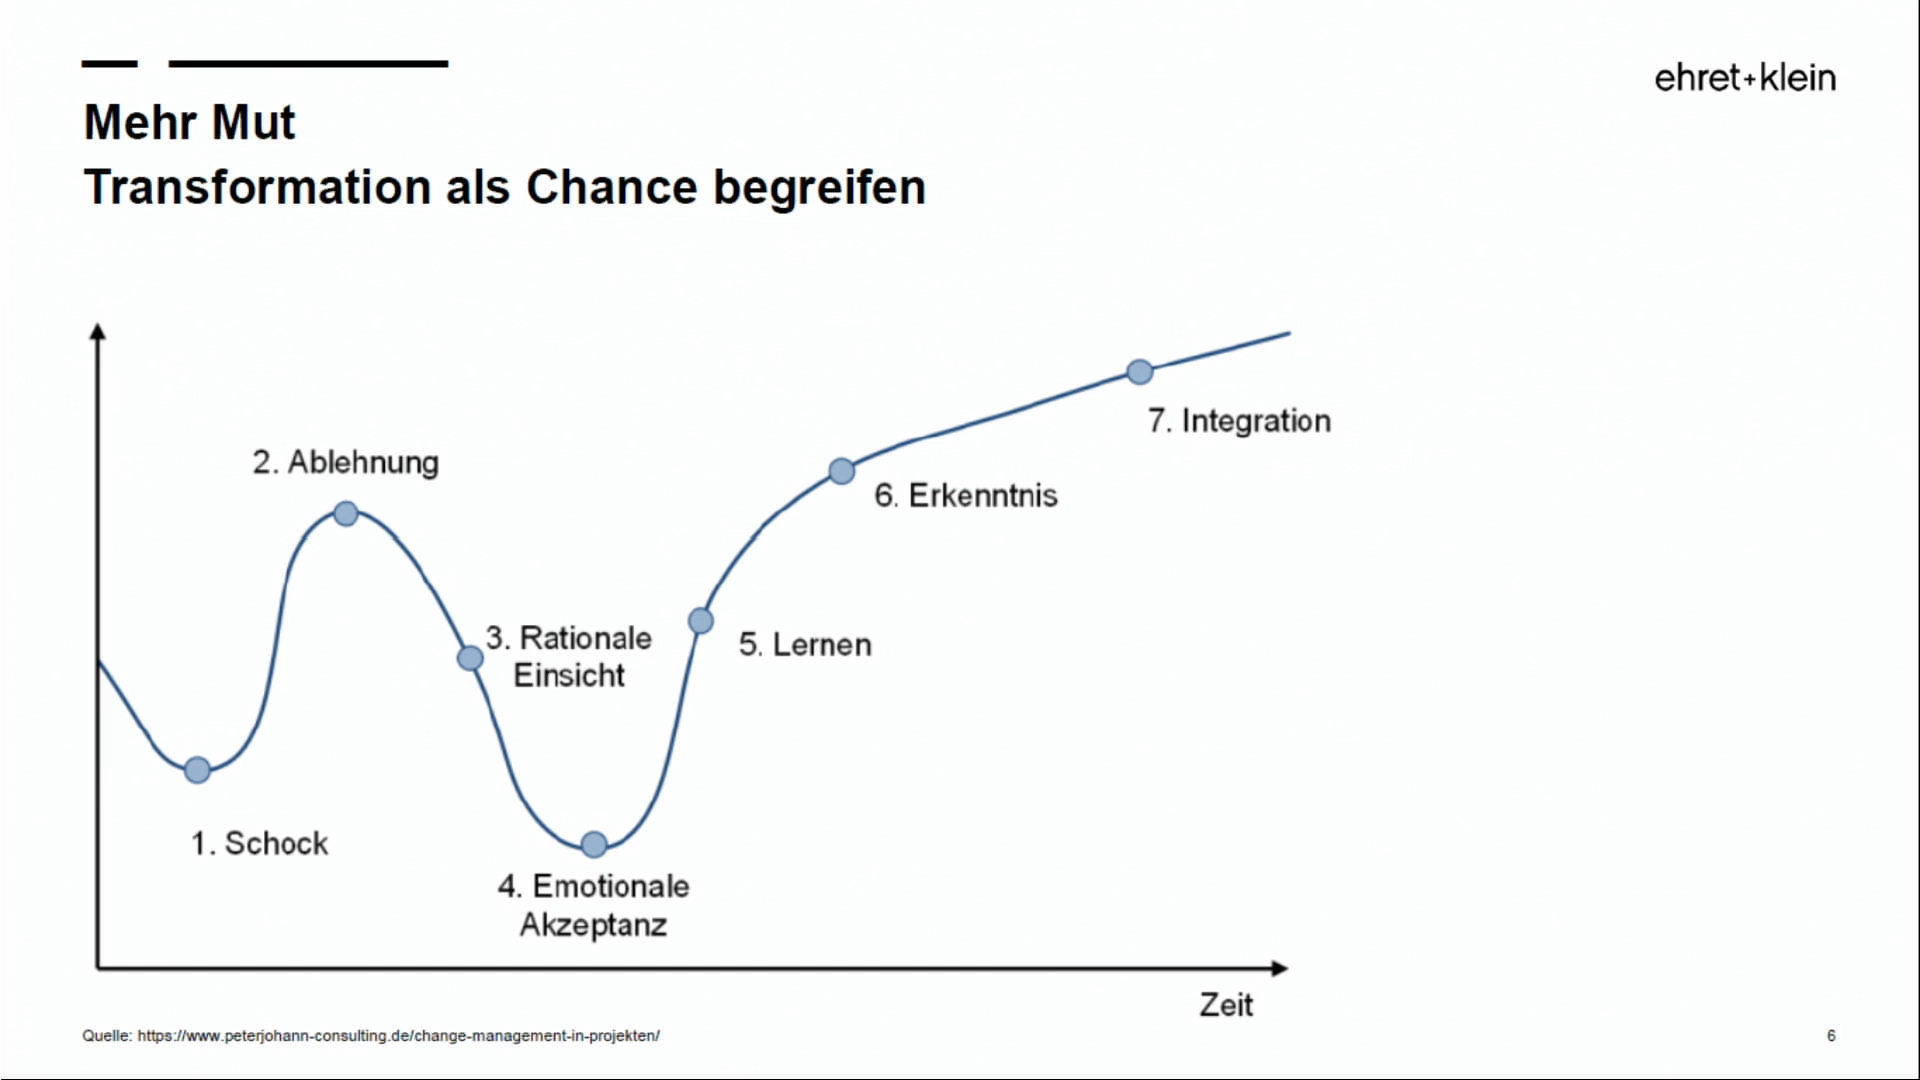 ehret+klein
Mehr Mut
Transformation als Chance begreifen
2. Ablehnung
7. Integration
6. Erkenntnis
3. Rationale
Einsicht
5. Lernen
1. Schock
4. Emotionale
Akzeptanz
Zeit
Quelle: https://www.peterjohann-consulting.de/change-management-in-projekten/
6